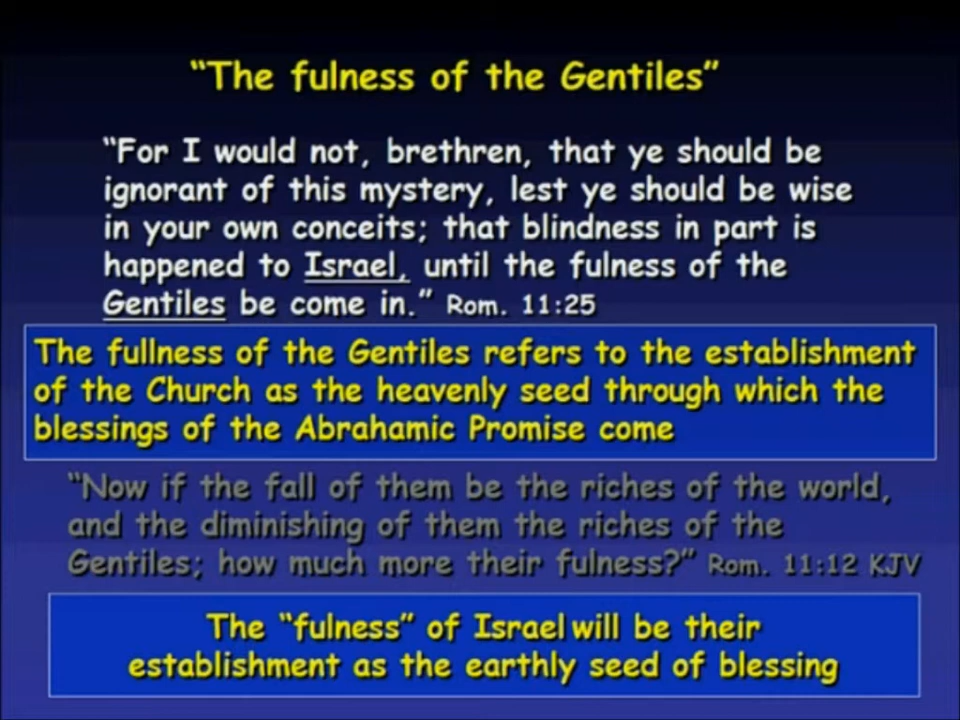 “The fulness of the Gentiles”
“For I would not, brethren, that ye should be
ignorant of this mystery, lest ye should be wise
in your own conceits; that blindness in part is
happened to Israel, until the fulness of the
Gentiles be come in.” Rom. 11:25
The fullness of the Gentiles refers to the establishment
of the Church as the heavenly seed through which the
blessings of the Abrahamic Promise come
“Now if the fall of them be the riches of the world,
and the diminishing of them the riches of the
Gentiles; how much more their fulness?” Rom. 11:12 KJV
The “fulness” of Israel will be their
establishment as the earthly seed of blessing